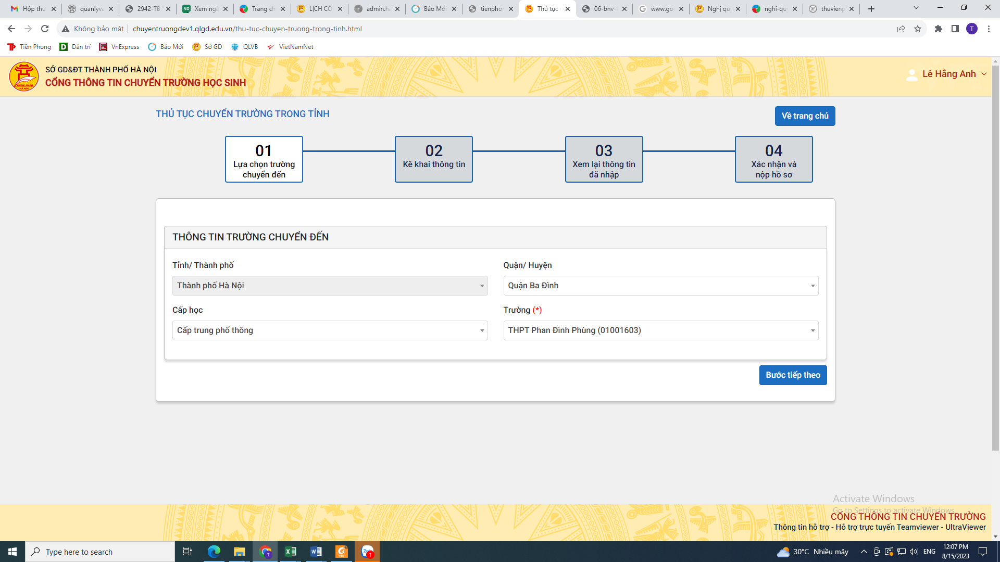 Hộp thư
quanlyva
2942-TB
Xem ngà
Trang ch
LỊCH CÔ
admin.ha
Báo Mới
tienphon
Thủ tục
06-bnv-
www.goo
Nghị qu
nghi-quy
thuvienp
Không bảo mật
chuyentruongdev1.qlgd.edu.vn/thu-tuc-chuyen-truong-trong-tinh.html
T
Tiền Phong
Dân trí
VnExpress
Báo Mới
Sở GD
QLVB
VietNamNet
SỞ GD&ĐT THÀNH PHỐ HÀ NỘI
CỔNG THÔNG TIN CHUYỂN TRƯỜNG HỌC SINH
Lê Hằng Anh
THỦ TỤC CHUYỂN TRƯỜNG TRONG TỈNH
Về trang chủ
01
Lựa chọn trường
chuyển đến
02
Kê khai thông tin
03
Xem lại thông tin
đã nhập
04
Xác nhận và
nộp hồ sơ
THÔNG TIN TRƯỜNG CHUYỂN ĐẾN
Tỉnh/ Thành phố
Quận/ Huyện
Thành phố Hà Nội
Quận Ba Đình
Cấp học
Trường (*)
Cấp trung phổ thông
THPT Phan Đình Phùng (01001603)
Bước tiếp theo
Activate Windows
Go to Settings to activate Windows.
CỔNG THÔNG TIN CHUYỂN TRƯỜNG
Thông tin hỗ trợ - Hỗ trợ trực tuyến Teamviewer - UltraViewer
Type here to search
30°C Nhiều mây
ENG
12:07 PM
8/15/2023